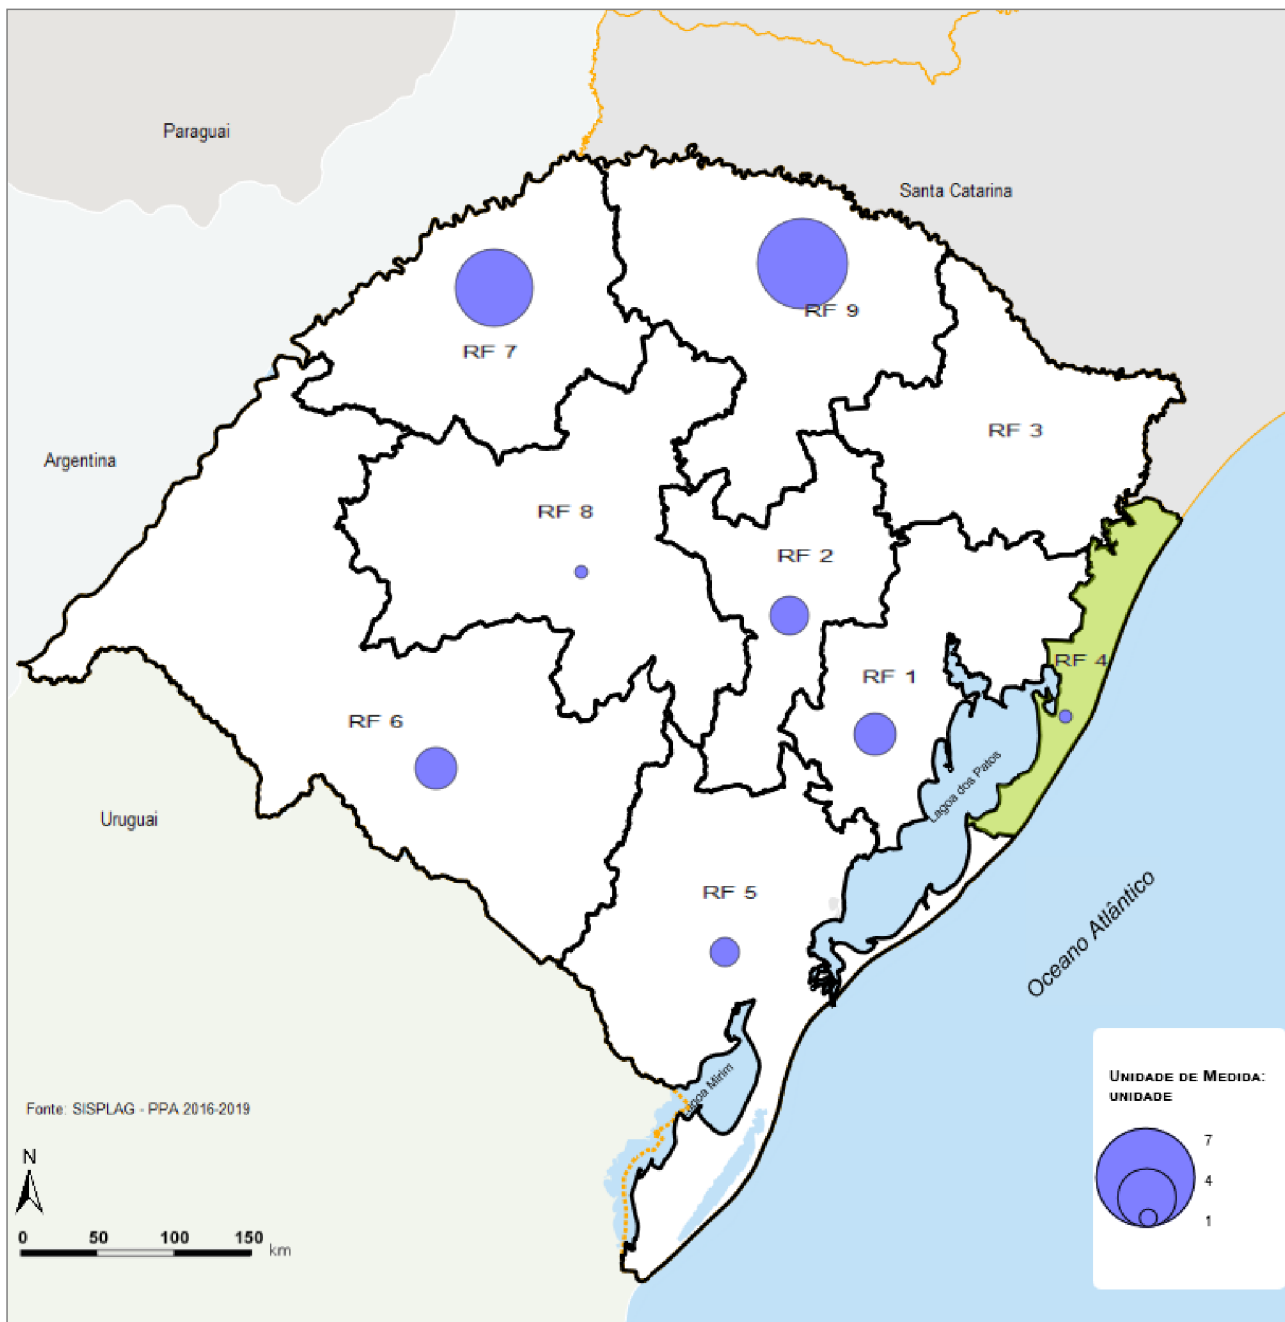 Paraguai
Santa Catarina
RF 9
RF 7
RF 3
Argentina
RF 8
RF 2
RF 4
RF 1
RF 6
Lagoa dos Patos
Uruguai
RF 5
Oceano Atlântico
Lagoa Mirim
UNIDADE DE MEDIDA:
UNIDADE
Fonte: SISPLAG - PPA 2016-2019
7
4
1
N
0 50 100 150
km